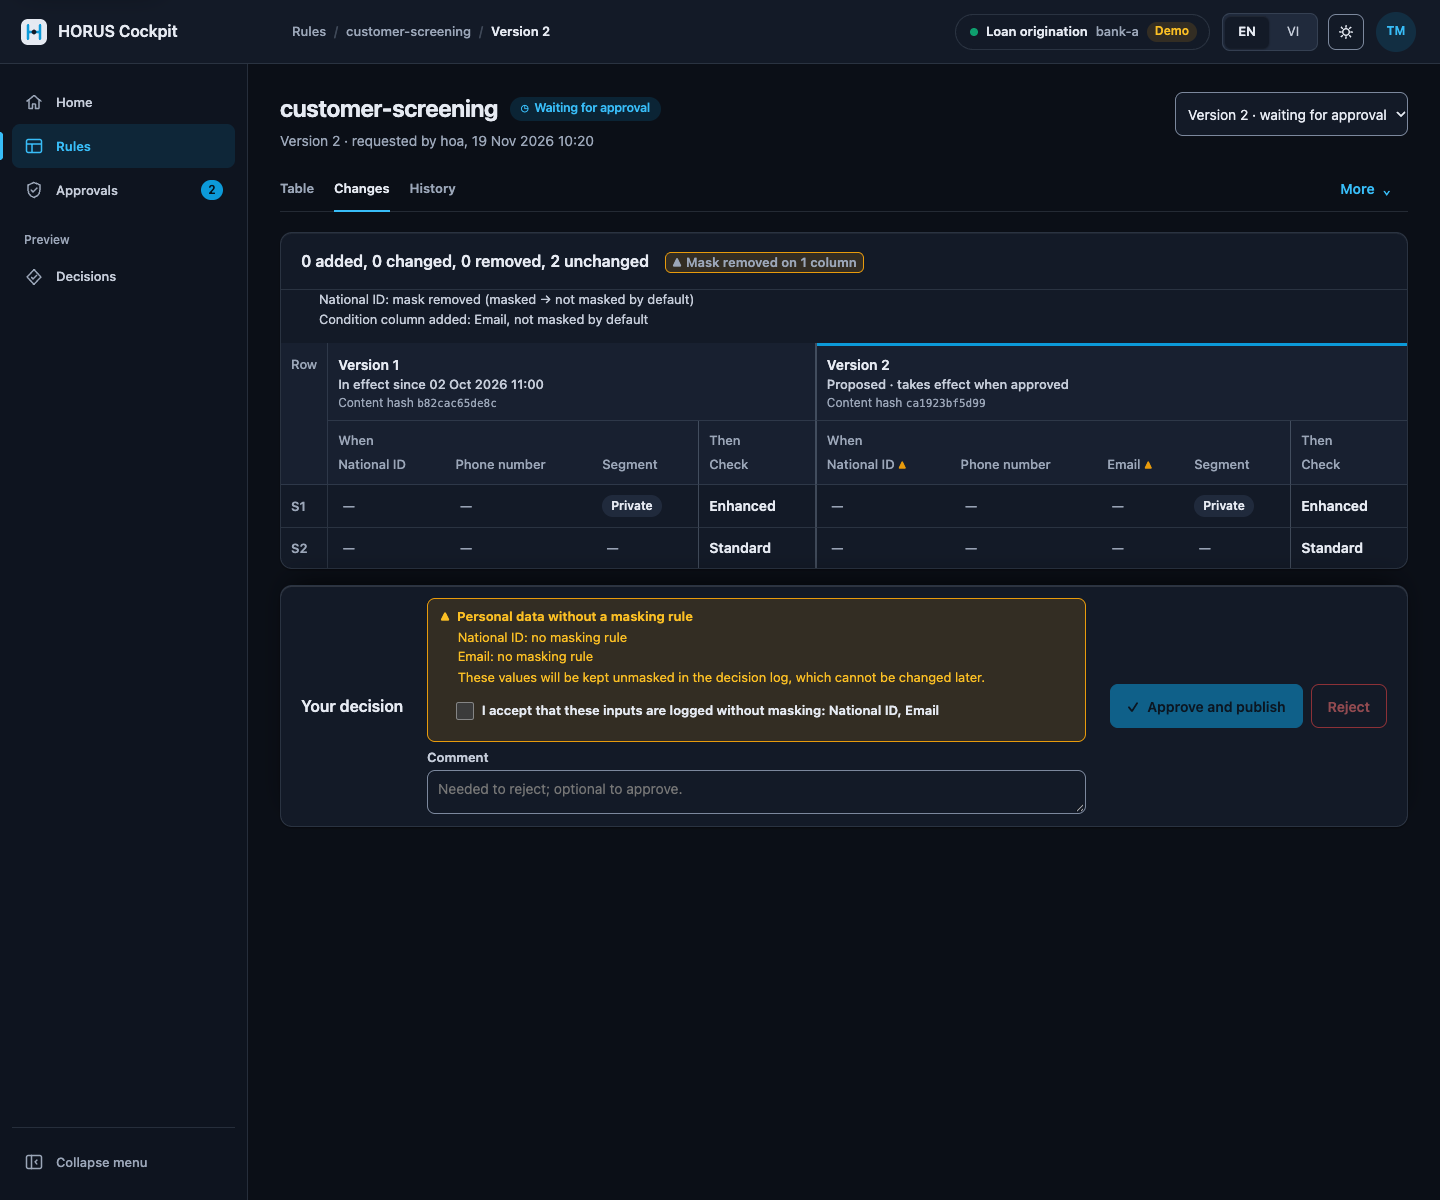 HORUS Cockpit
Rules / customer-screening / Version 2
Loan origination bank-a Demo
EN VI
TM
Home
Rules
Approvals 2
Preview
Decisions
customer-screening
Waiting for approval
Version 2 · waiting for approval
Version 2 · requested by hoa, 19 Nov 2026 10:20
Table Changes History
More
0 added, 0 changed, 0 removed, 2 unchanged
Mask removed on 1 column
National ID: mask removed (masked → not masked by default)
Condition column added: Email, not masked by default
Row
Version 1
In effect since 02 Oct 2026 11:00
Content hash b82cac65de8c
Version 2
Proposed · takes effect when approved
Content hash ca1923bf5d99
When Then When Then
National ID Phone number Segment Check National ID Phone number Email Segment Check
S1 — — Private Enhanced — — — Private Enhanced
S2 — — — Standard — — — — Standard
Your decision
Personal data without a masking rule
National ID: no masking rule
Email: no masking rule
These values will be kept unmasked in the decision log, which cannot be changed later.
I accept that these inputs are logged without masking: National ID, Email
Comment
Needed to reject; optional to approve.
Approve and publish
Reject
Collapse menu